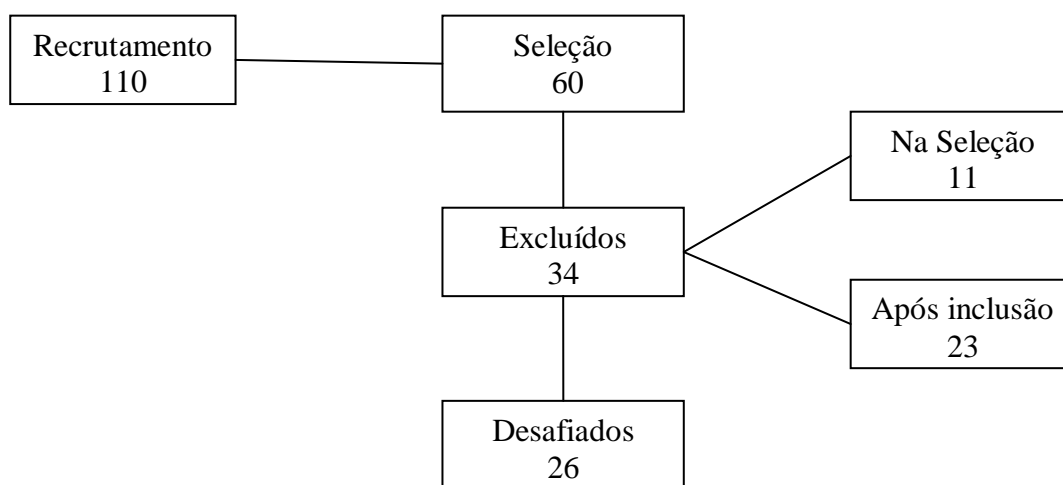 Recrutamento
110
Seleção
60
Na Seleção
11
Excluídos
34
Após inclusão
23
Desafiados
26